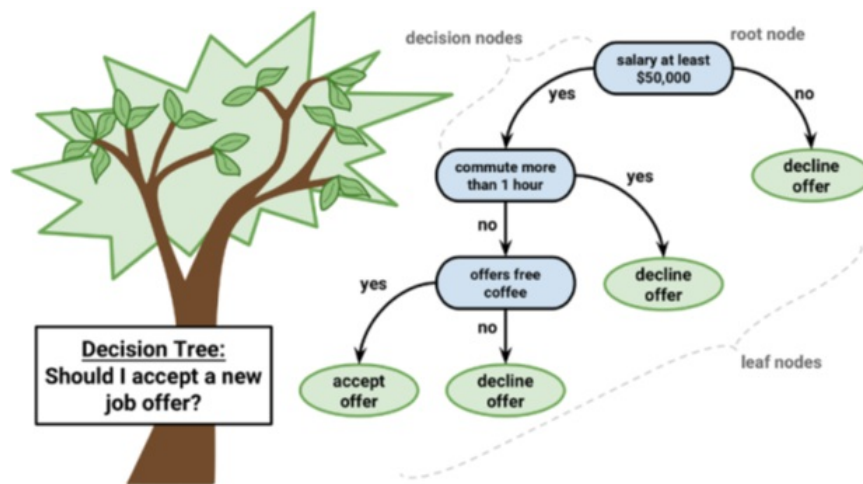 decision nodes
root node
salary at least
$50,000
yes
no
commute more
than 1 hour
decline
offer
yes
no
offers free
coffee
decline
offer
yes
no
Decision Tree:
Should I accept a new
job offer?
accept
offer
decline
offer
leaf nodes